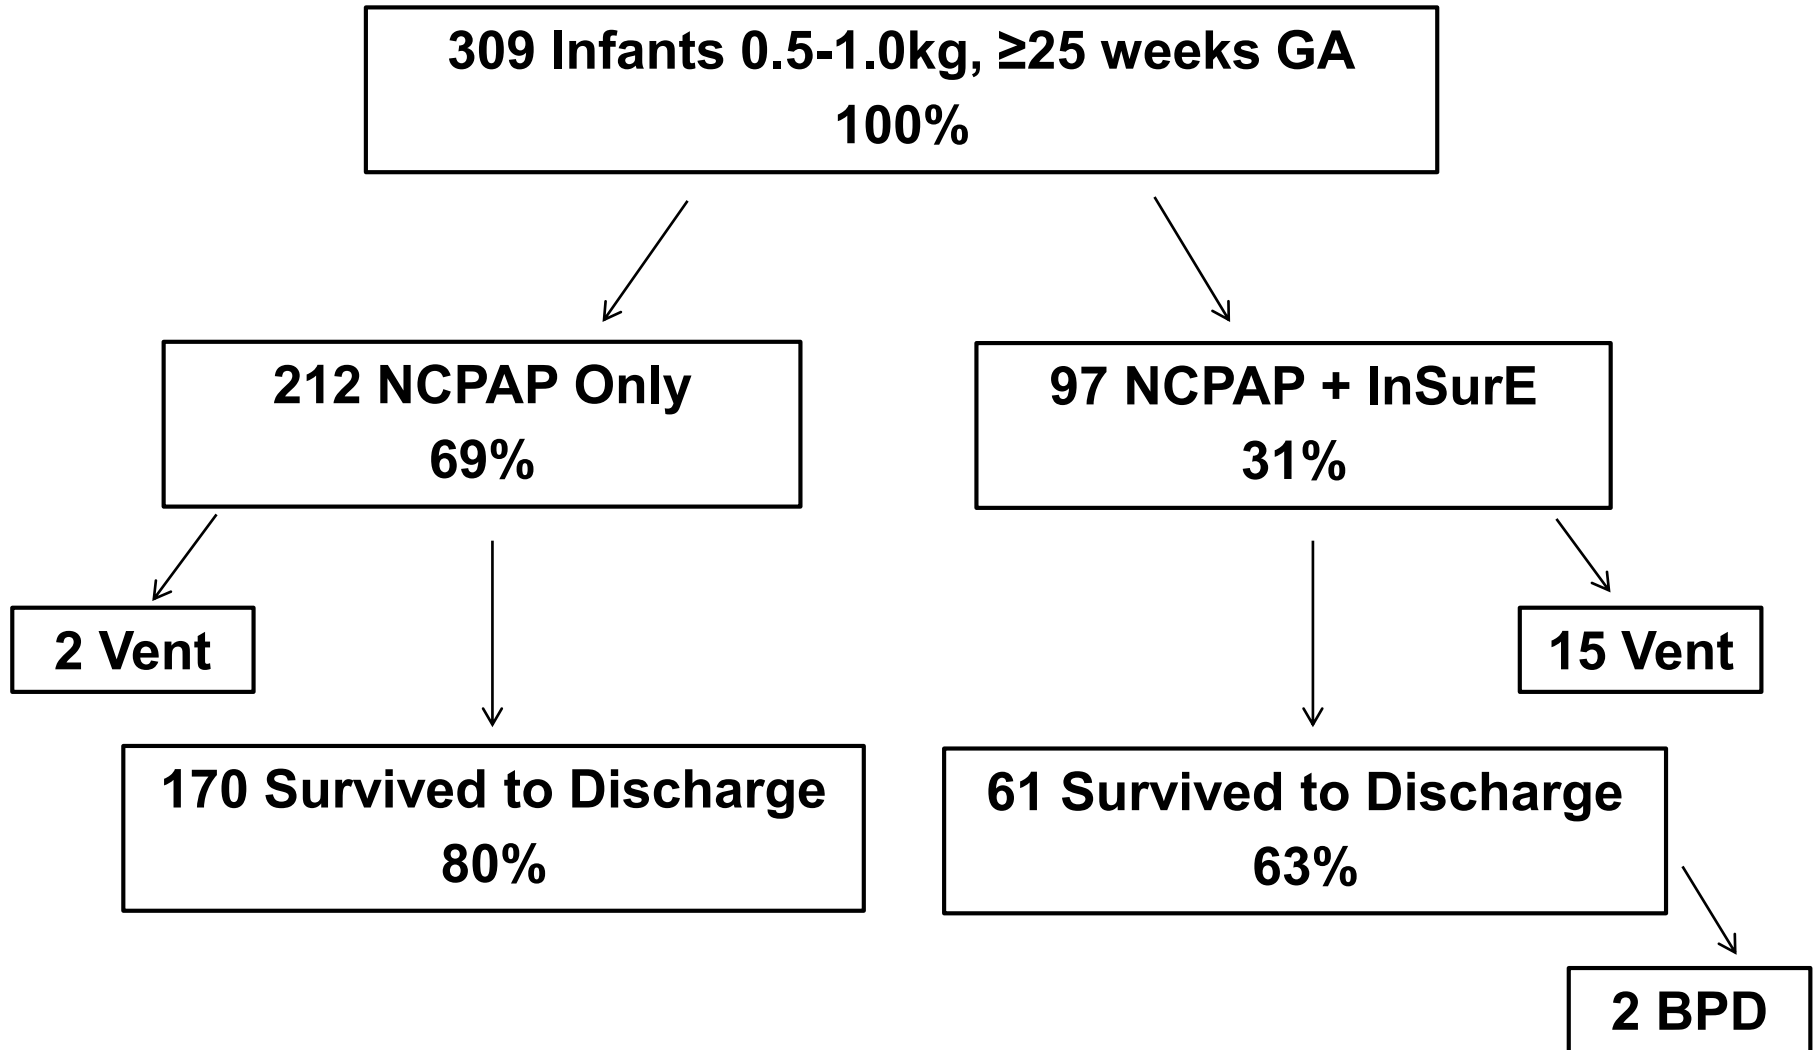 309 Infants 0.5-1.0kg, ≥25 weeks GA
100%
212 NCPAP Only
69%
97 NCPAP + InSurE
31%
2 Vent
15 Vent
170 Survived to Discharge
80%
61 Survived to Discharge
63%
2 BPD